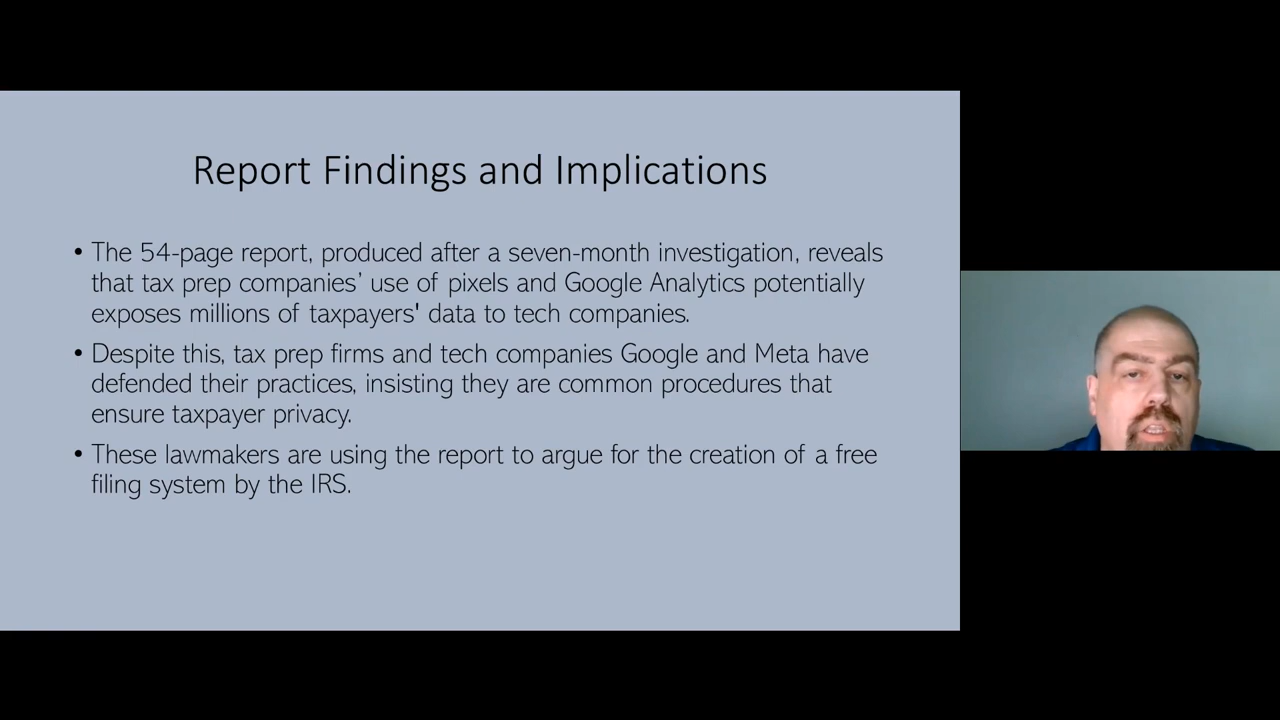 Report Findings and Implications
• The 54-page report, produced after a seven-month investigation, reveals
that tax prep companies’ use of pixels and Google Analytics potentially
exposes millions of taxpayers' data to tech companies.
• Despite this, tax prep firms and tech companies Google and Meta have
defended their practices, insisting they are common procedures that
ensure taxpayer privacy.
• These lawmakers are using the report to argue for the creation of a free
filing system by the IRS.